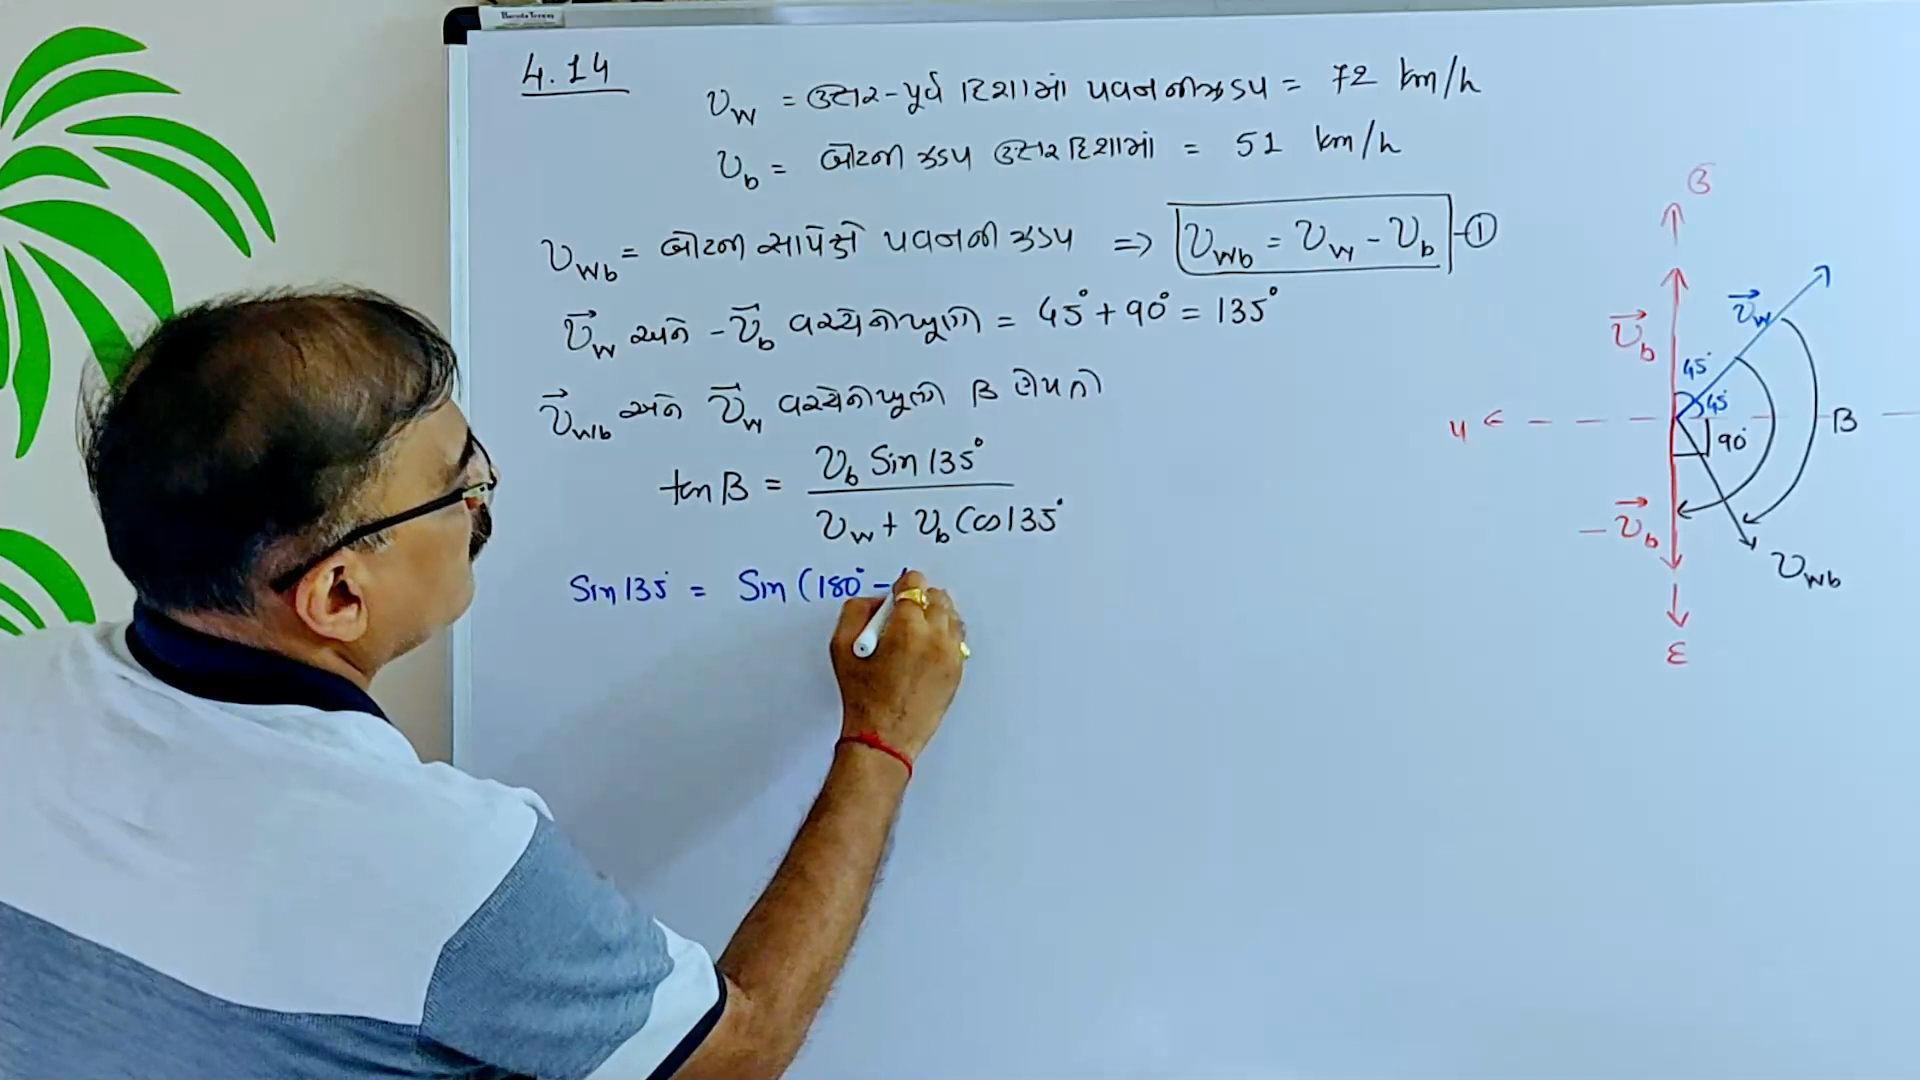 4.14
v_w = ઉત્તર-પૂર્વ દિશામાં પવનની ઝડપ = 72 km/h
v_b = બોટની ઝડપ ઉત્તર દિશામાં = 51 km/h
v_wb = બોટની સાપેક્ષે પવનની ઝડપ => v_wb = v_w - v_b -①
v⃗_w અને -v⃗_b વચ્ચેનો ખૂણો = 45° + 90° = 135°
v⃗_wb અને v⃗_w વચ્ચેનો ખૂણો β હોય તો
tan β = v_b Sin 135° / v_w + v_b Cos 135°
Sin 135° = Sin (180° -
ઉ
v⃗_b
v⃗_w
45°
45°
પ
90°
β
-v⃗_b
v_wb
દ